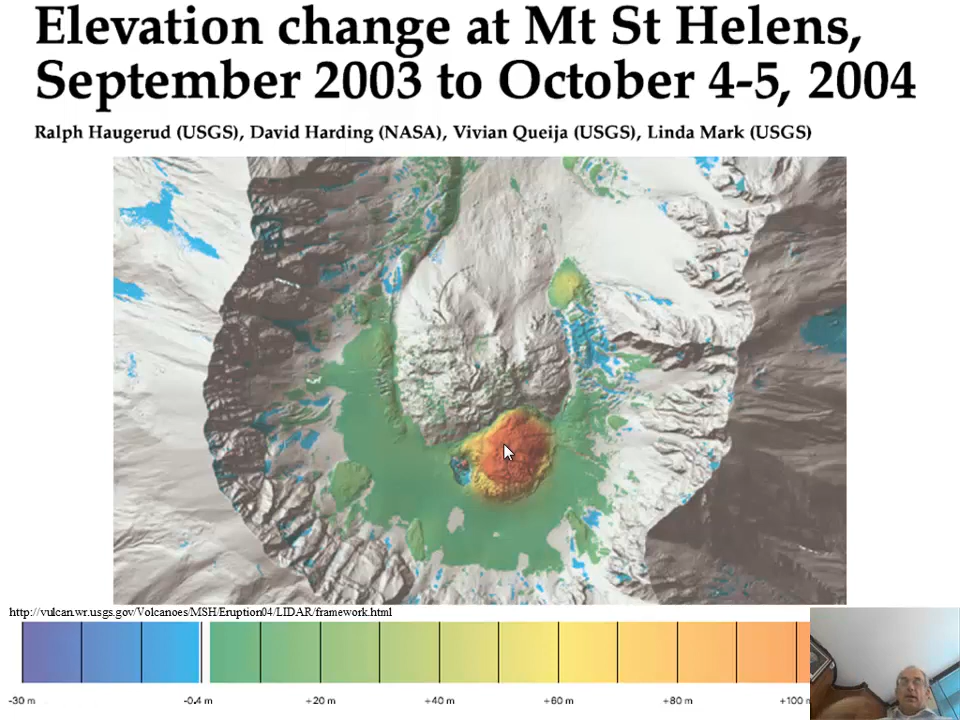 Elevation change at Mt St Helens,
September 2003 to October 4-5, 2004
Ralph Haugerud (USGS), David Harding (NASA), Vivian Queija (USGS), Linda Mark (USGS)
http://vulcan.wr.usgs.gov/Volcanoes/MSH/Eruption04/LIDAR/framework.html
-30 m -0.4 m +20 m +40 m +60 m +80 m +100 m